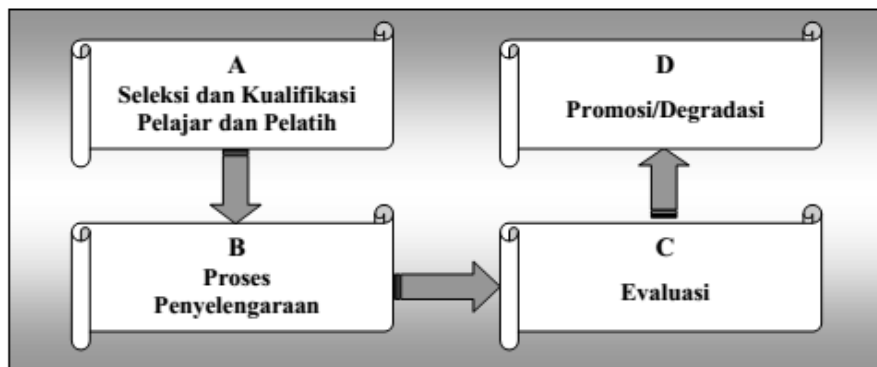 A
Seleksi dan Kualifikasi
Pelajar dan Pelatih
B
Proses
Penyelengaraan
C
Evaluasi
D
Promosi/Degradasi